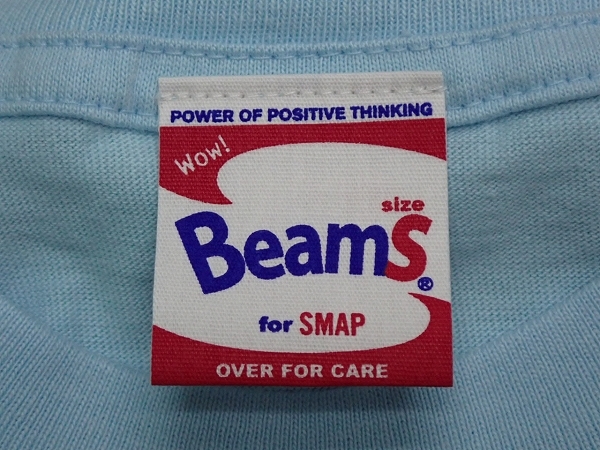 POWER OF POSITIVE THINKING
Wow!
size
BeamS®
for SMAP
OVER FOR CARE